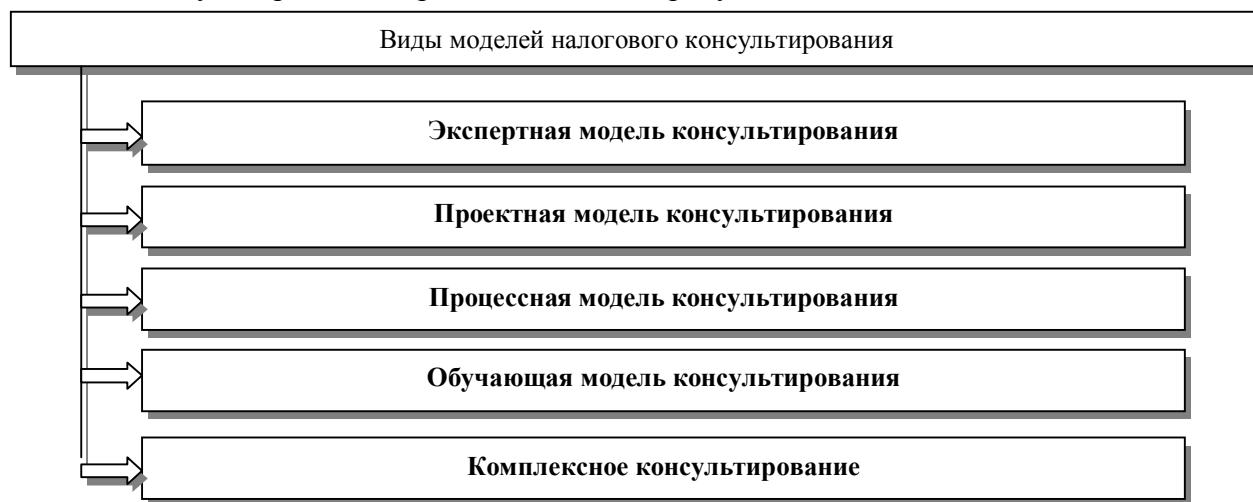 Виды моделей налогового консультирования
Экспертная модель консультирования
Проектная модель консультирования
Процессная модель консультирования
Обучающая модель консультирования
Комплексное консультирование